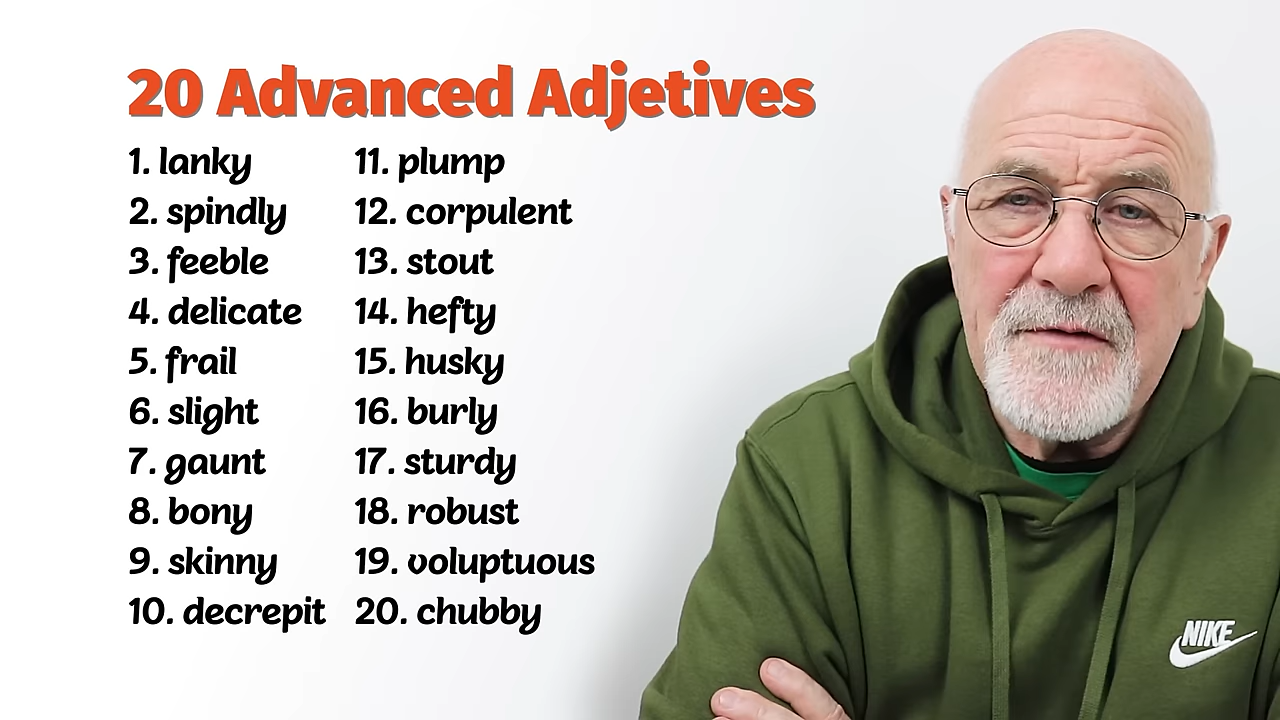 20 Advanced Adjetives
1. lanky
2. spindly
3. feeble
4. delicate
5. frail
6. slight
7. gaunt
8. bony
9. skinny
10. decrepit
11. plump
12. corpulent
13. stout
14. hefty
15. husky
16. burly
17. sturdy
18. robust
19. voluptuous
20. chubby
NIKE